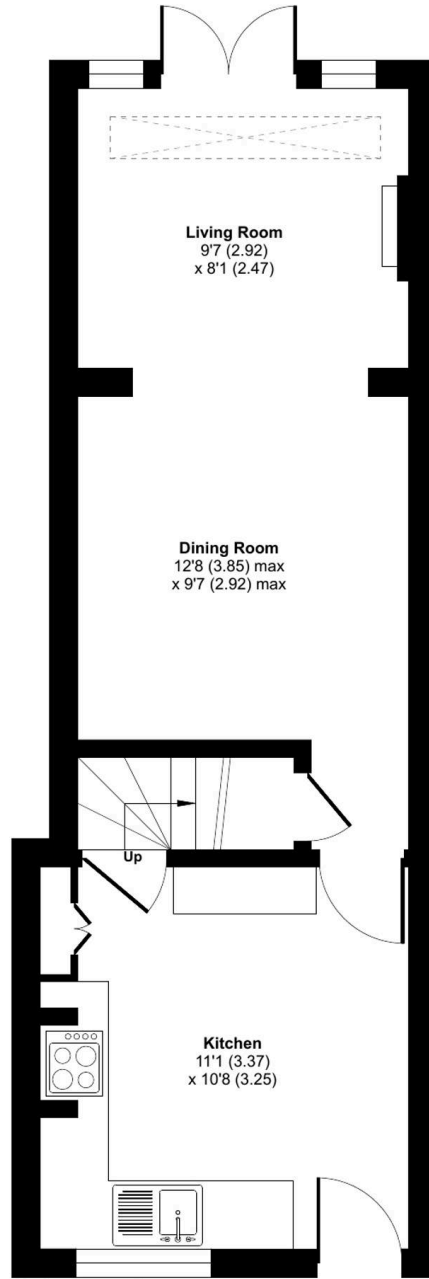 Living Room
9'7 (2.92)
x 8'1 (2.47)
Dining Room
12'8 (3.85) max
x 9'7 (2.92) max
Up
Kitchen
11'1 (3.37)
x 10'8 (3.25)